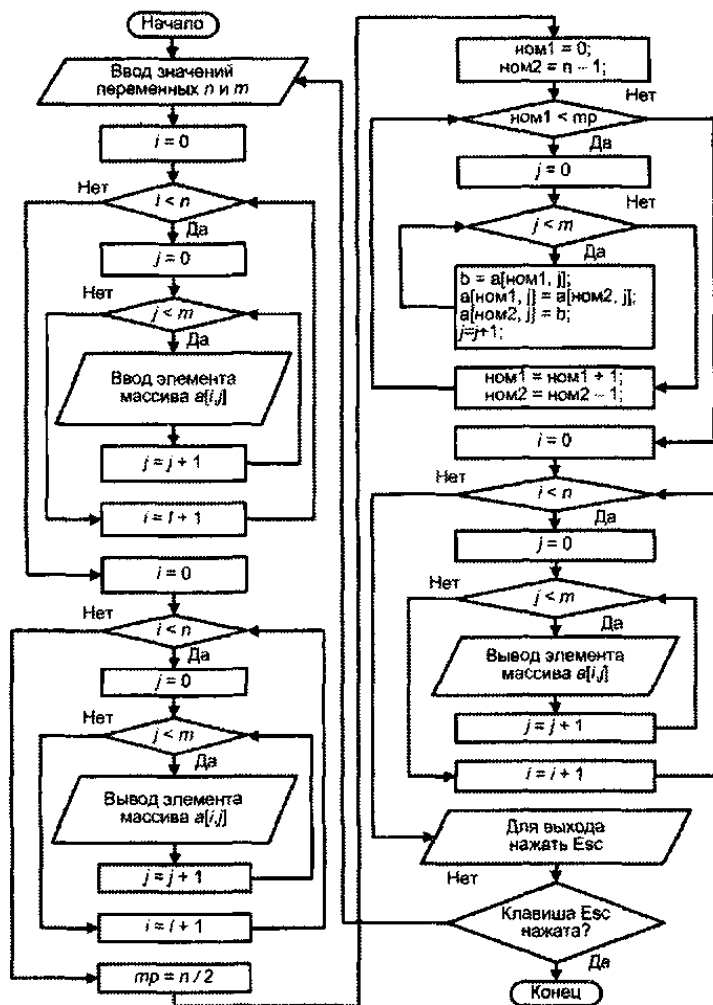 Начало
Ввод значений
переменных n и m
i = 0
Нет
i < n
Да
j = 0
Нет
j < m
Да
Ввод элемента
массива a[i,j]
j = j + 1
i = i + 1
i = 0
Нет
i < n
Да
j = 0
Нет
j < m
Да
Вывод элемента
массива a[i,j]
j = j + 1
i = i + 1
mp = n / 2
ном1 = 0;
ном2 = n - 1;
Нет
ном1 < mp
Да
j = 0
Нет
j < m
Да
b = a[ном1, j];
a[ном1, j] = a[ном2, j];
a[ном2, j] = b;
j=j+1;
ном1 = ном1 + 1;
ном2 = ном2 - 1;
i = 0
Нет
i < n
Да
j = 0
Нет
j < m
Да
Вывод элемента
массива a[i,j]
j = j + 1
i = i + 1
Для выхода
нажать Esc
Нет
Клавиша Esc
нажата?
Да
Конец